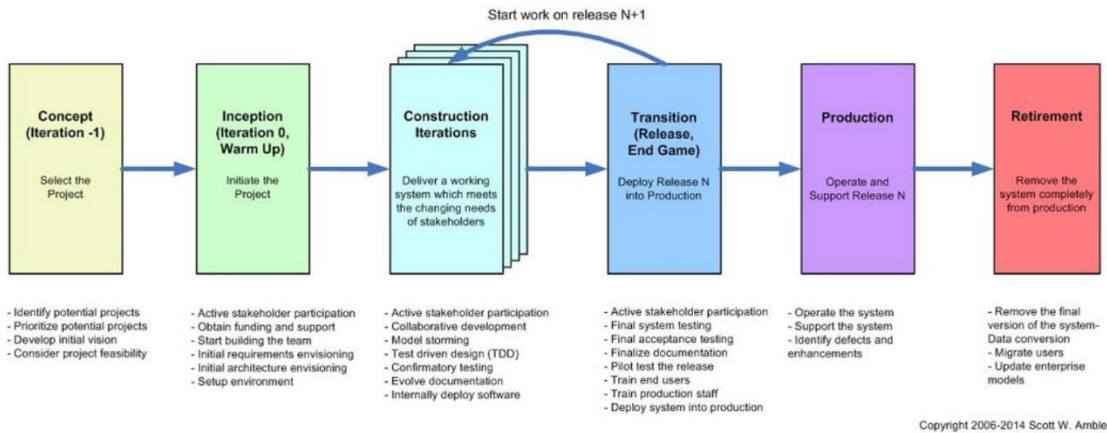 Start work on release N+1
Concept
(Iteration -1)
Select the
Project
Inception
(Iteration 0,
Warm Up)
Initiate the
Project
Construction
Iterations
Deliver a working
system which meets
the changing needs
of stakeholders
Transition
(Release,
End Game)
Deploy Release N
into Production
Production
Operate and
Support Release N
Retirement
Remove the
system completely
from production
- Identify potential projects
- Prioritize potential projects
- Develop initial vision
- Consider project feasibility
- Active stakeholder participation
- Obtain funding and support
- Start building the team
- Initial requirements envisioning
- Initial architecture envisioning
- Setup environment
- Active stakeholder participation
- Collaborative development
- Model storming
- Test driven design (TDD)
- Confirmatory testing
- Evolve documentation
- Internally deploy software
- Active stakeholder participation
- Final system testing
- Final acceptance testing
- Finalize documentation
- Pilot test the release
- Train end users
- Train production staff
- Deploy system into production
- Operate the system
- Support the system
- Identify defects and
enhancements
- Remove the final
version of the system-
Data conversion
- Migrate users
- Update enterprise
models
Copyright 2006-2014 Scott W. Amble